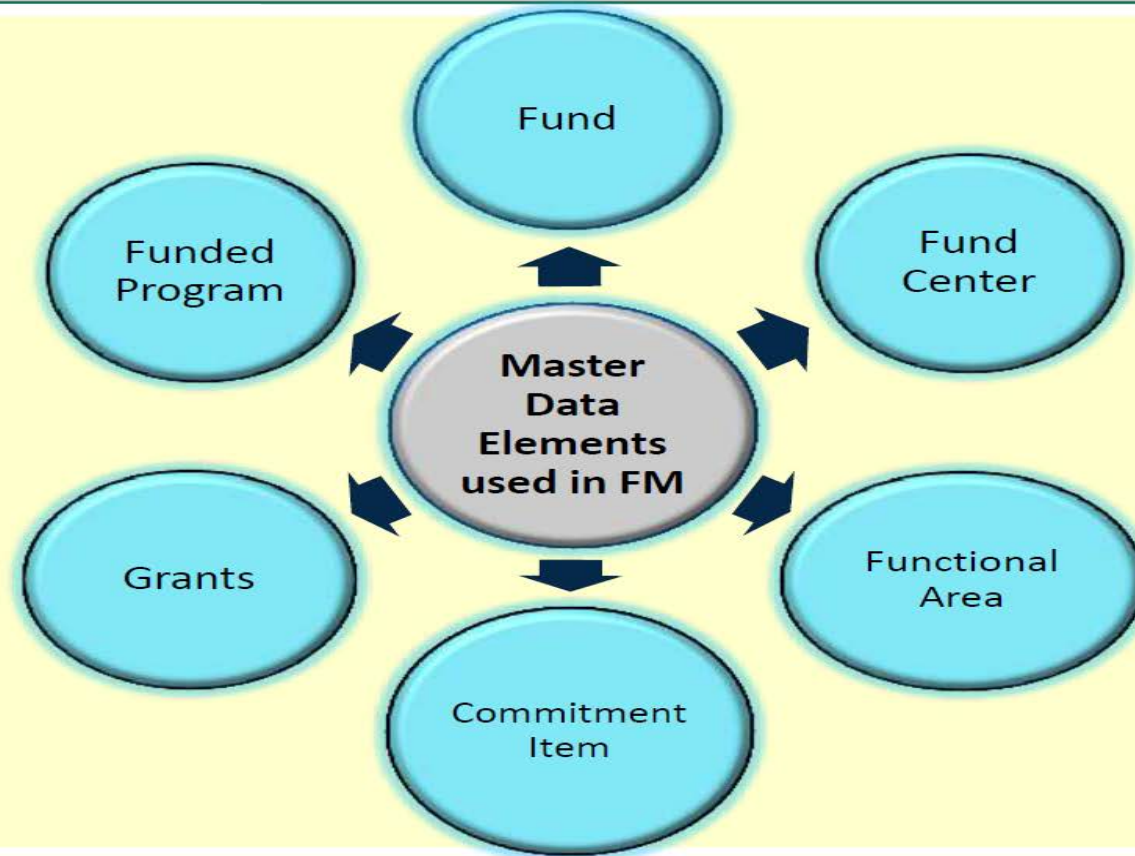 Fund
Fund
Center
Functional
Area
Commitment
Item
Grants
Funded
Program
Master
Data
Elements
used in FM